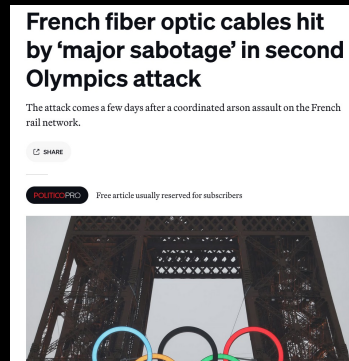 French fiber optic cables hit
by ‘major sabotage’ in second
Olympics attack
The attack comes a few days after a coordinated arson assault on the French
rail network.
SHARE
POLITICOPRO Free article usually reserved for subscribers